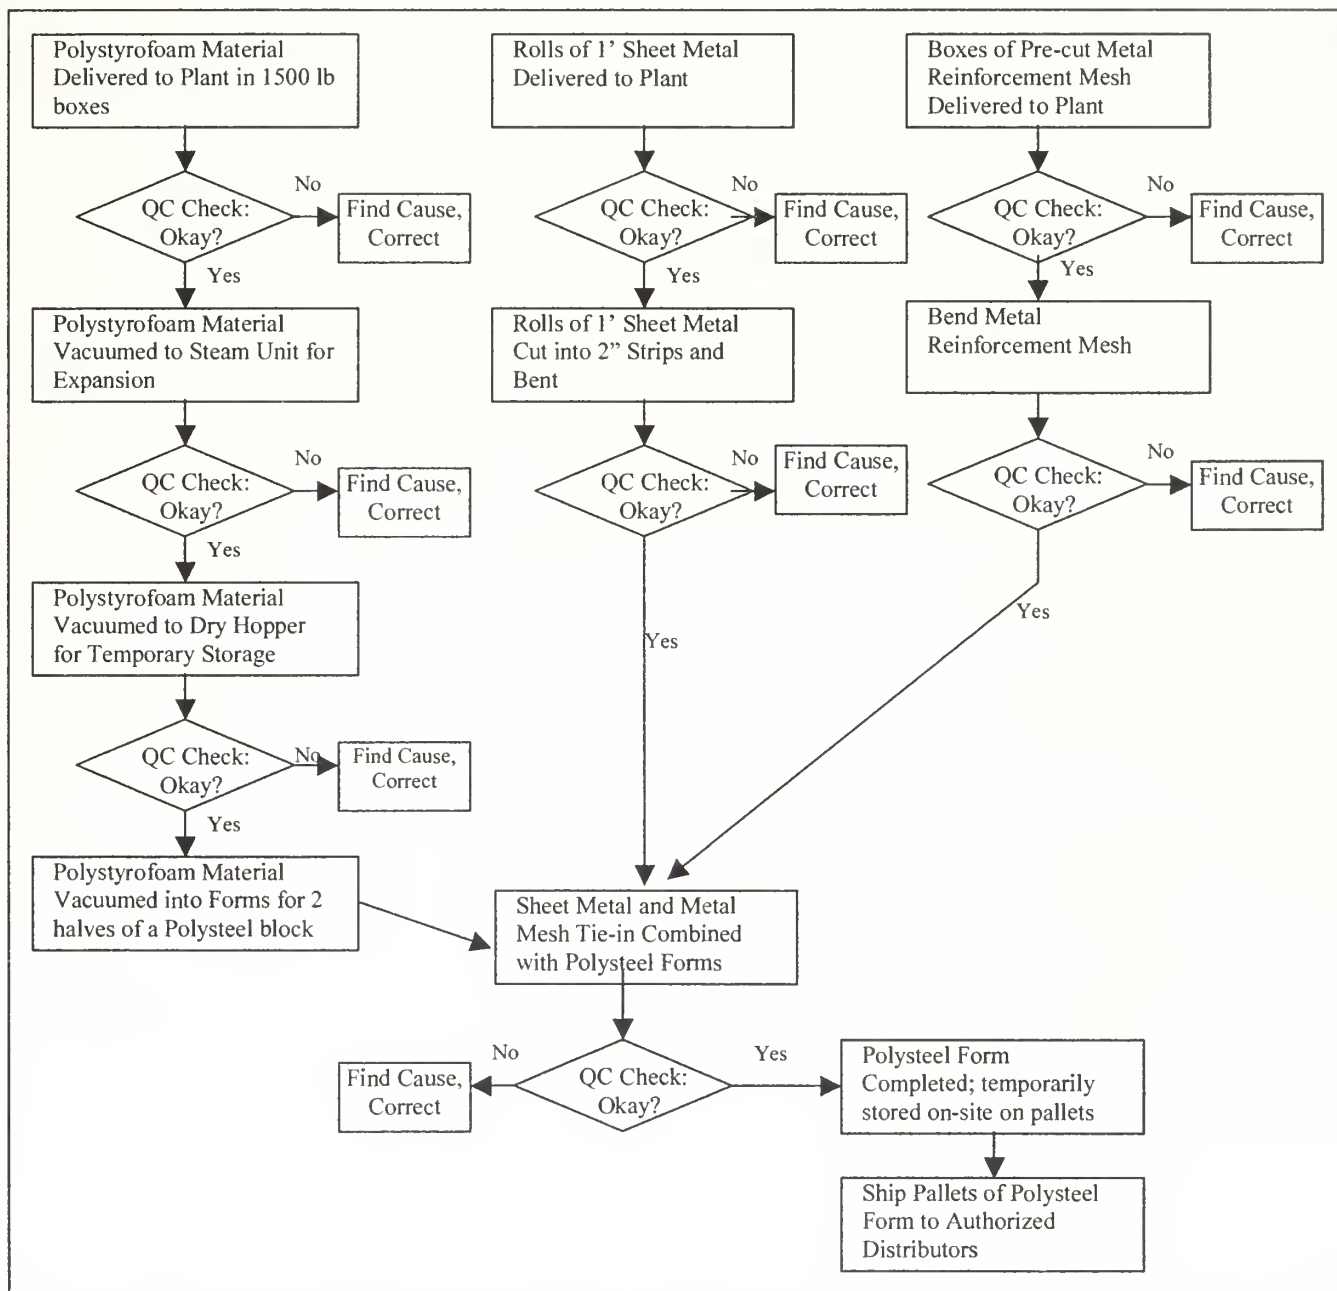 Polystyrofoam Material
Delivered to Plant in 1500 lb
boxes
Rolls of 1' Sheet Metal
Delivered to Plant
Boxes of Pre-cut Metal
Reinforcement Mesh
Delivered to Plant
QC Check:
Okay?
No
Find Cause,
Correct
Yes
QC Check:
Okay?
No
Find Cause,
Correct
Yes
QC Check:
Okay?
No
Find Cause,
Correct
Yes
Polystyrofoam Material
Vacuumed to Steam Unit for
Expansion
Rolls of 1' Sheet Metal
Cut into 2" Strips and
Bent
Bend Metal
Reinforcement Mesh
QC Check:
Okay?
No
Find Cause,
Correct
Yes
QC Check:
Okay?
No
Find Cause,
Correct
Yes
QC Check:
Okay?
No
Find Cause,
Correct
Yes
Polystyrofoam Material
Vacuumed to Dry Hopper
for Temporary Storage
QC Check:
Okay?
No
Find Cause,
Correct
Yes
Polystyrofoam Material
Vacuumed into Forms for 2
halves of a Polysteel block
Sheet Metal and Metal
Mesh Tie-in Combined
with Polysteel Forms
QC Check:
Okay?
No
Find Cause,
Correct
Yes
Polysteel Form
Completed; temporarily
stored on-site on pallets
Ship Pallets of Polysteel
Form to Authorized
Distributors